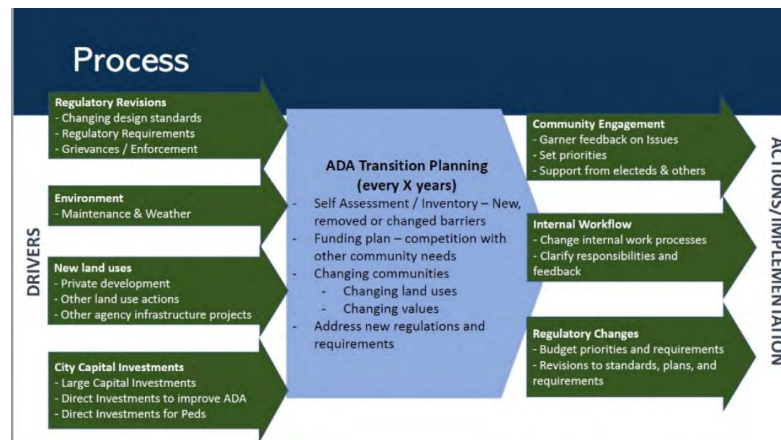 Process
DRIVERS
Regulatory Revisions
- Changing design standards
- Regulatory Requirements
- Grievances / Enforcement
Environment
- Maintenance & Weather
New land uses
- Private development
- Other land use actions
- Other agency infrastructure projects
City Capital Investments
- Large Capital Investments
- Direct Investments to improve ADA
- Direct Investments for Peds
ADA Transition Planning
(every X years)
- Self Assessment / Inventory – New,
removed or changed barriers
- Funding plan – competition with
other community needs
- Changing communities
- Changing land uses
- Changing values
- Address new regulations and
requirements
Community Engagement
- Garner feedback on Issues
- Set priorities
- Support from electeds & others
Internal Workflow
- Change internal work processes
- Clarify responsibilities and
feedback
Regulatory Changes
- Budget priorities and requirements
- Revisions to standards, plans, and
requirements
ACTIONS/IMPLEMENTATION